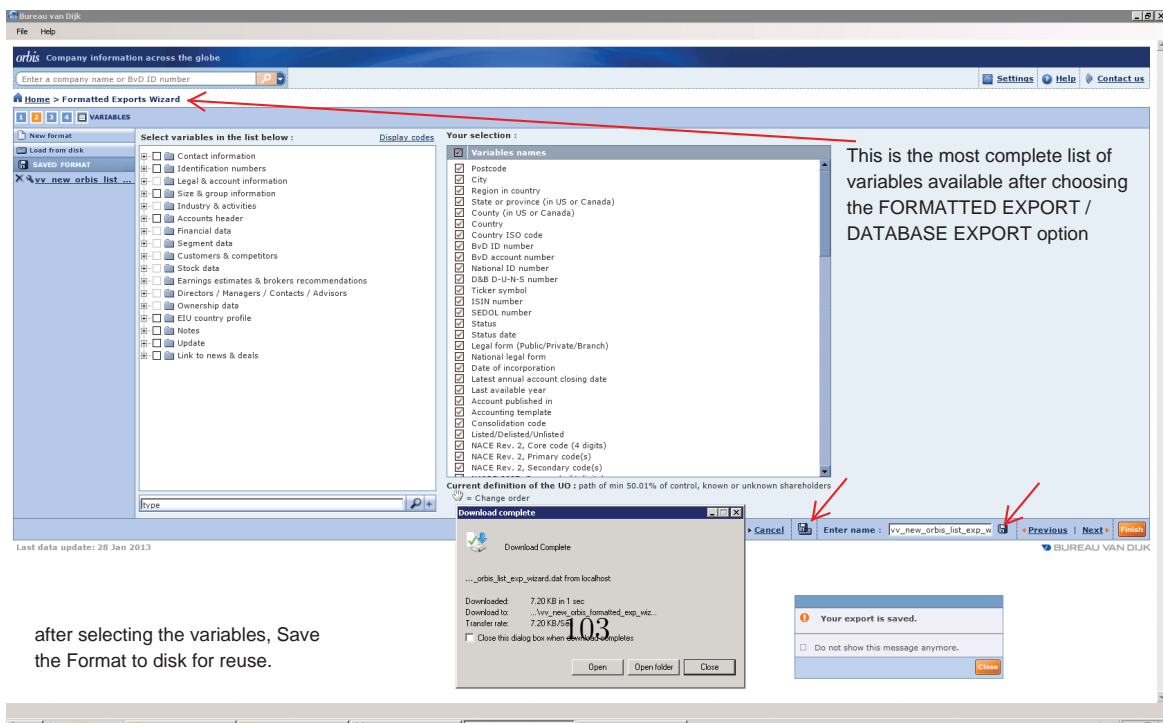 Bureau van Dijk
File Help
orbis Company information across the globe
Enter a company name or BvD ID number
Settings Help Contact us
Home > Formatted Exports Wizard
1 2 3 4 VARIABLES
New format
Load from disk
SAVED FORMAT
vv new orbis list ...
Select variables in the list below : Display codes
Contact information
Identification numbers
Legal & account information
Size & group information
Industry & activities
Accounts header
Financial data
Segment data
Customers & competitors
Stock data
Earnings estimates & brokers recommendations
Directors / Managers / Contacts / Advisors
Ownership data
EIU country profile
Notes
Update
Link to news & deals
type
Your selection :
Variables names
Postcode
City
Region in country
State or province (in US or Canada)
County (in US or Canada)
Country
Country ISO code
BvD ID number
BvD account number
National ID number
D&B D-U-N-S number
Ticker symbol
ISIN number
SEDOL number
Status
Status date
Legal form (Public/Private/Branch)
National legal form
Date of incorporation
Latest annual account closing date
Last available year
Account published in
Accounting template
Consolidation code
Listed/Delisted/Unlisted
NACE Rev. 2, Core code (4 digits)
NACE Rev. 2, Primary code(s)
NACE Rev. 2, Secondary code(s)
Current definition of the UO : path of min 50.01% of control, known or unknown shareholders
= Change order
This is the most complete list of
variables available after choosing
the FORMATTED EXPORT /
DATABASE EXPORT option
Cancel Enter name : vv_new_orbis_list_exp_w Previous | Next Finish
Last data update: 28 Jan 2013
BUREAU VAN DIJK
Download complete
Download Complete
..._orbis_list_exp_wizard.dat from localhost
Downloaded: 7.20 KB in 1 sec
Download to: ...\vv_new_orbis_formatted_exp_wiz...
Transfer rate: 7.20 KB/Sec
Close this dialog box when download completes
103
Open Open folder Close
Your export is saved.
Do not show this message anymore.
Close
after selecting the variables, Save
the Format to disk for reuse.